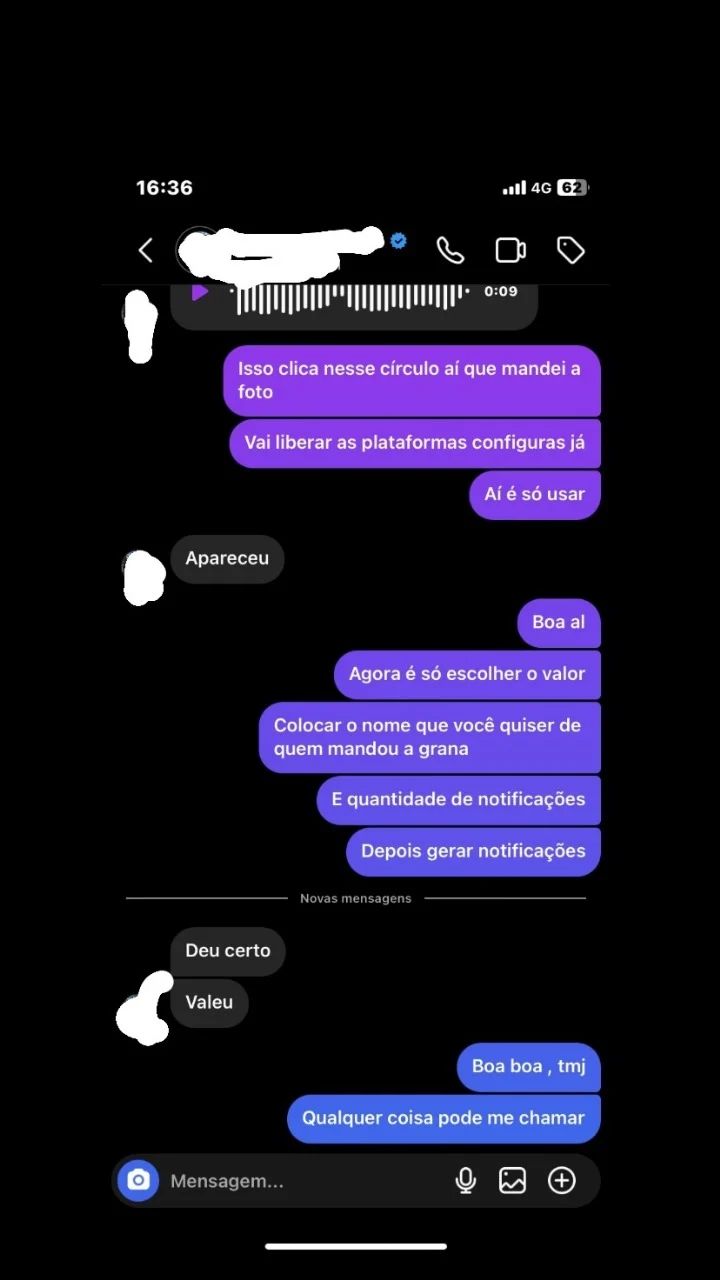 16:36
4G 62
0:09
Isso clica nesse círculo aí que mandei a
foto
Vai liberar as plataformas configuras já
Aí é só usar
Apareceu
Boa al
Agora é só escolher o valor
Colocar o nome que você quiser de
quem mandou a grana
E quantidade de notificações
Depois gerar notificações
Novas mensagens
Deu certo
Valeu
Boa boa , tmj
Qualquer coisa pode me chamar
Mensagem...